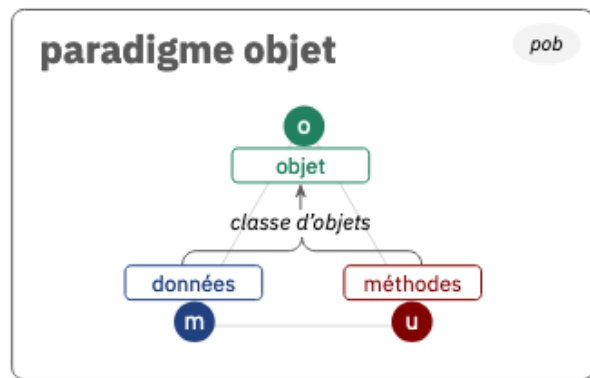 paradigme objet
pob
o
objet
classe d'objets
données
méthodes
m
u